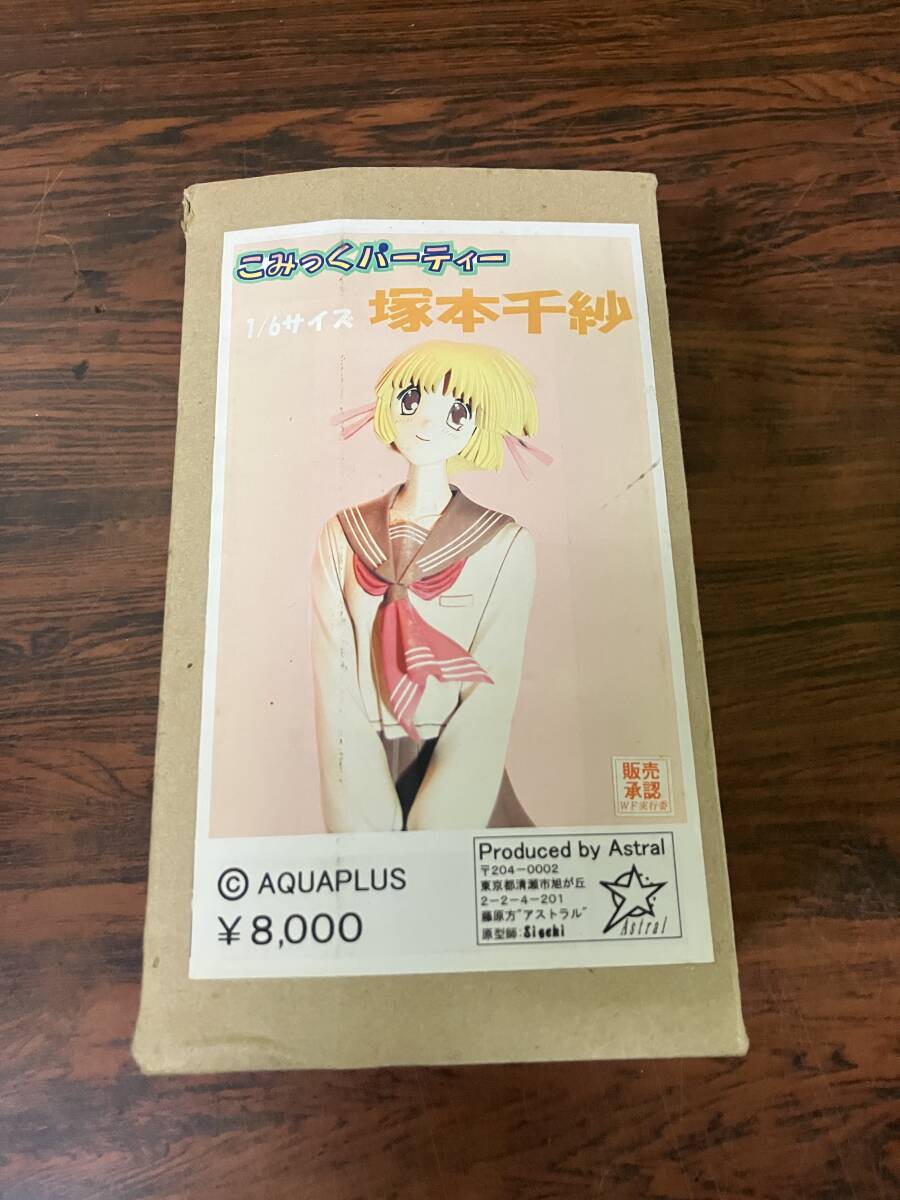 こみっくパーティー
1/6サイズ 塚本千紗
販売
承認
WF実行委
© AQUAPLUS
¥8,000
Produced by Astral
〒204-0002
東京都清瀬市旭が丘
2-2-4-201
藤原方"アストラル"
原型師:Sigeki
Astral